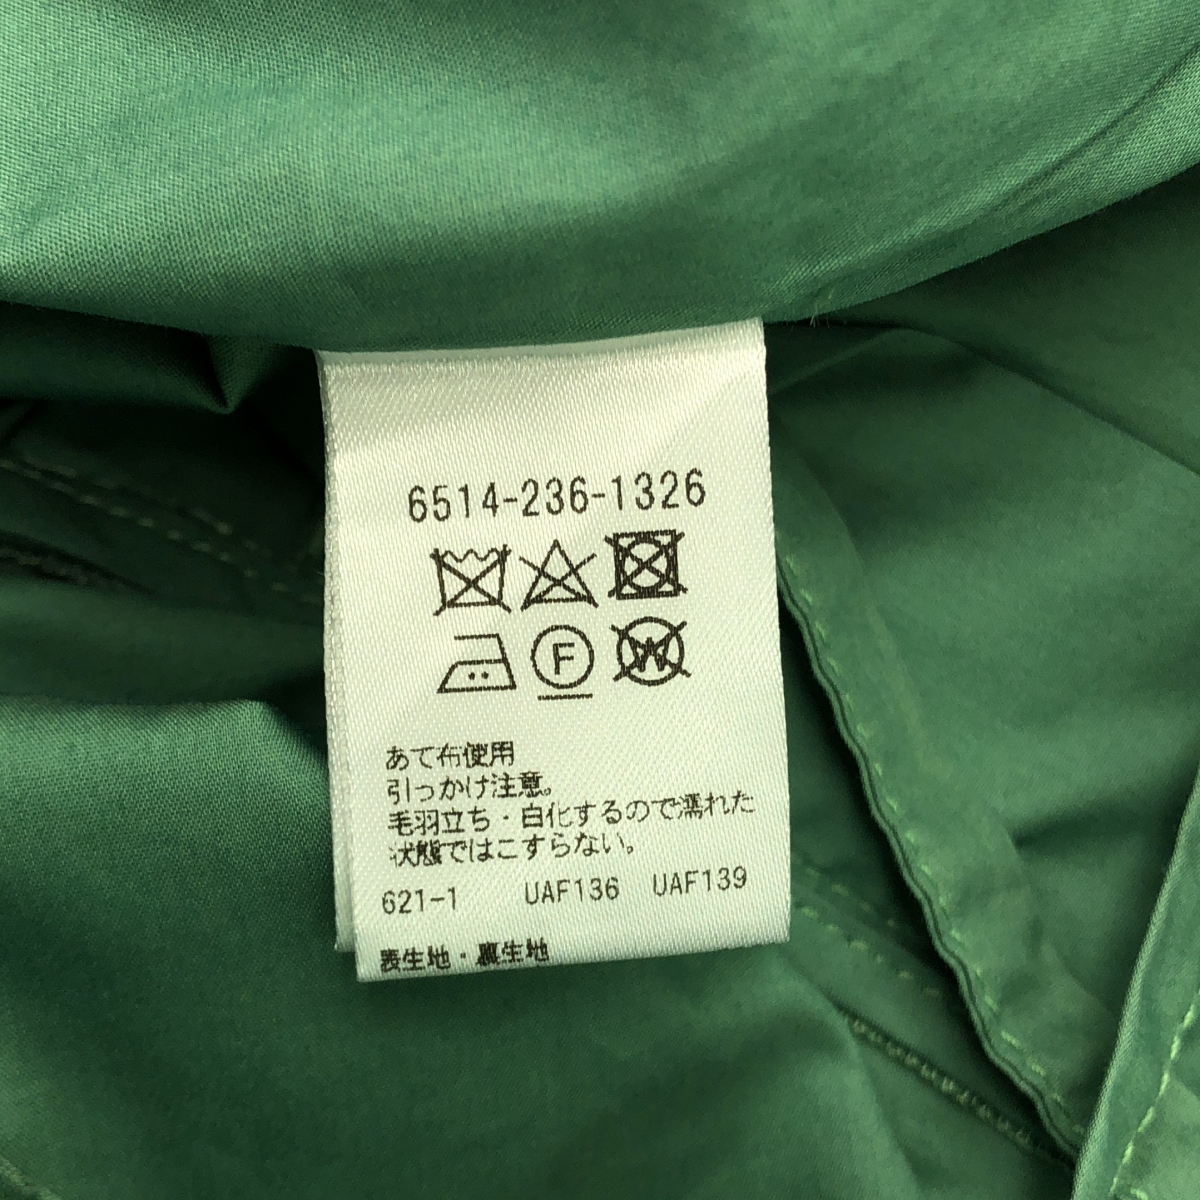 6514-236-1326
F W
あて布使用
引っかけ注意。
毛羽立ち・白化するので濡れた
状態ではこすらない。
621-1 UAF136 UAF139
表生地・裏生地